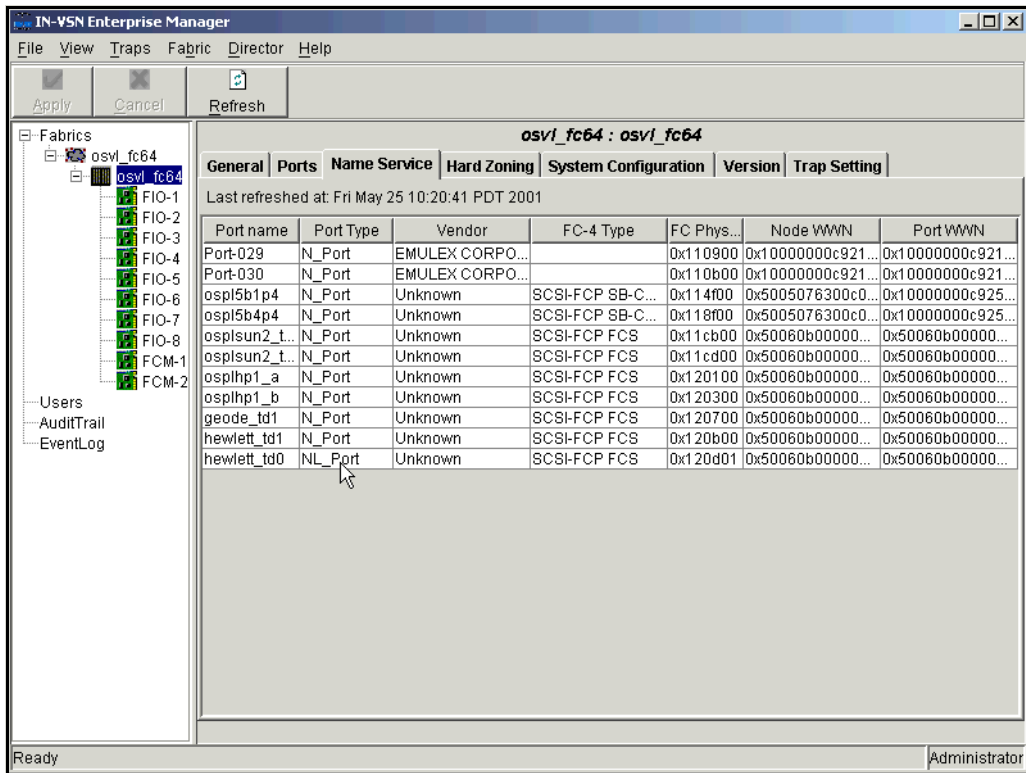 IN-VSN Enterprise Manager
File View Traps Fabric Director Help
Apply Cancel Refresh
Fabrics
osvl_fc64
osvl_fc64
FIO-1
FIO-2
FIO-3
FIO-4
FIO-5
FIO-6
FIO-7
FIO-8
FCM-1
FCM-2
Users
AuditTrail
EventLog
osvl_fc64 : osvl_fc64
General Ports Name Service Hard Zoning System Configuration Version Trap Setting
Last refreshed at: Fri May 25 10:20:41 PDT 2001
Port name Port Type Vendor FC-4 Type FC Phys... Node WWN Port WWN
Port-029 N_Port EMULEX CORPO... 0x110900 0x10000000c921... 0x10000000c921...
Port-030 N_Port EMULEX CORPO... 0x110b00 0x10000000c921... 0x10000000c921...
ospl5b1p4 N_Port Unknown SCSI-FCP SB-C... 0x114f00 0x5005076300c0... 0x10000000c925...
ospl5b4p4 N_Port Unknown SCSI-FCP SB-C... 0x118f00 0x5005076300c0... 0x10000000c925...
osplsun2_t... N_Port Unknown SCSI-FCP FCS 0x11cb00 0x50060b00000... 0x50060b00000...
osplsun2_t... N_Port Unknown SCSI-FCP FCS 0x11cd00 0x50060b00000... 0x50060b00000...
osplhp1_a N_Port Unknown SCSI-FCP FCS 0x120100 0x50060b00000... 0x50060b00000...
osplhp1_b N_Port Unknown SCSI-FCP FCS 0x120300 0x50060b00000... 0x50060b00000...
geode_td1 N_Port Unknown SCSI-FCP FCS 0x120700 0x50060b00000... 0x50060b00000...
hewlett_td1 N_Port Unknown SCSI-FCP FCS 0x120b00 0x50060b00000... 0x50060b00000...
hewlett_td0 NL_Port Unknown SCSI-FCP FCS 0x120d01 0x50060b00000... 0x50060b00000...
Ready Administrator